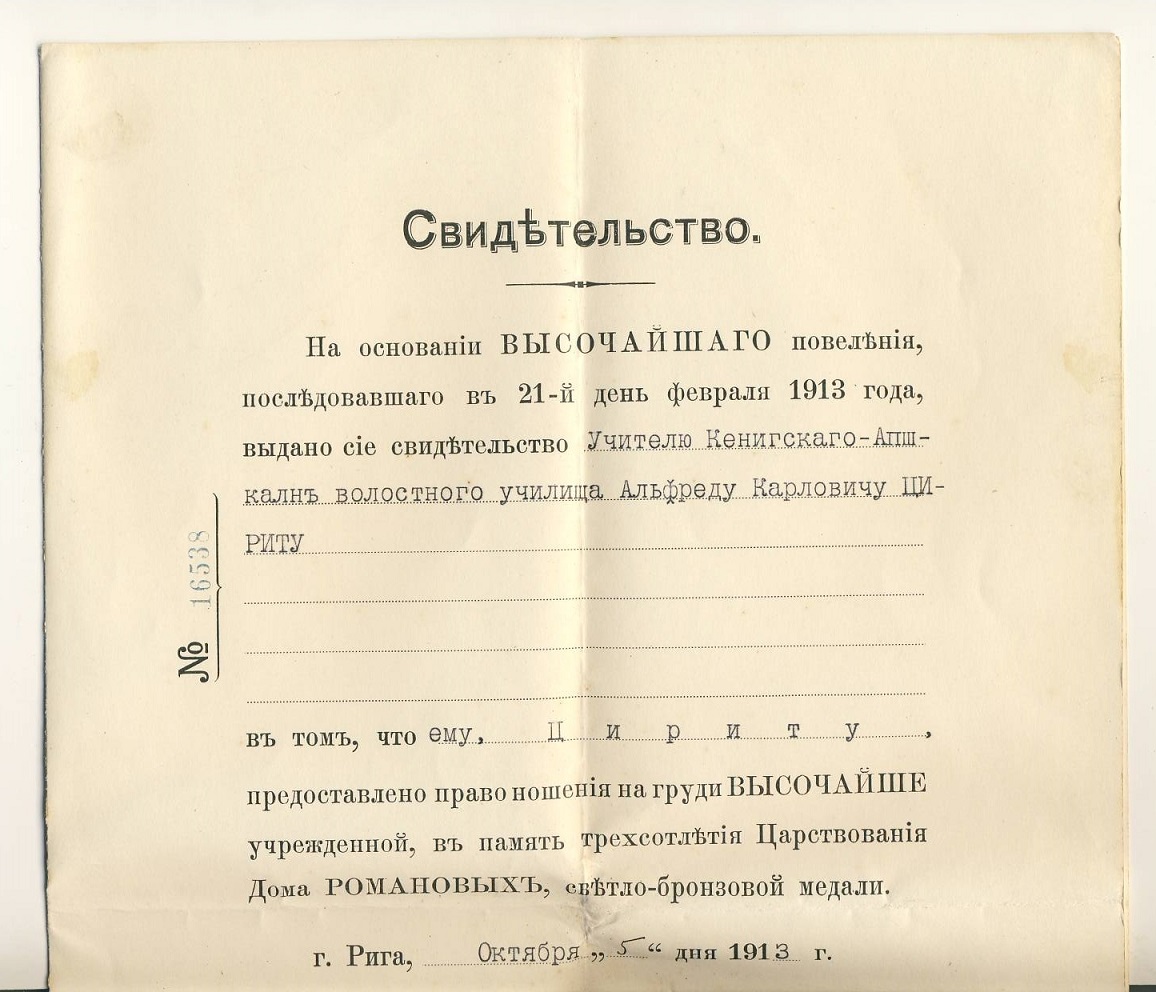 Свидѣтельство.
На основаніи ВЫСОЧАЙШАГО повелѣнія,
послѣдовавшаго въ 21-й день февраля 1913 года,
выдано сіе свидѣтельство Учителю Кенигскаго-Апш-
калнъ волостного училища Альфреду Карловичу ЦИ-
РИТУ
№ 16538
въ томъ, что ему, Ц и р и т у ,
предоставлено право ношенія на груди ВЫСОЧАЙШЕ
учрежденной, въ память трехсотлѣтія Царствованія
Дома РОМАНОВЫХЪ, свѣтло-бронзовой медали.
г. Рига, Октября „ 5 “ дня 1913 г.